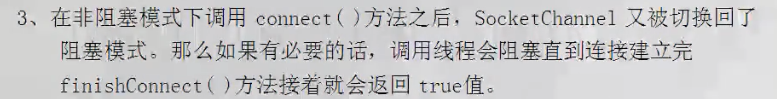 3、在非阻塞模式下调用 connect( )方法之后，SocketChannel 又被切换回了
阻塞模式。那么如果有必要的话，调用线程会阻塞直到连接建立完
finishConnect( )方法接着就会返回 true值。